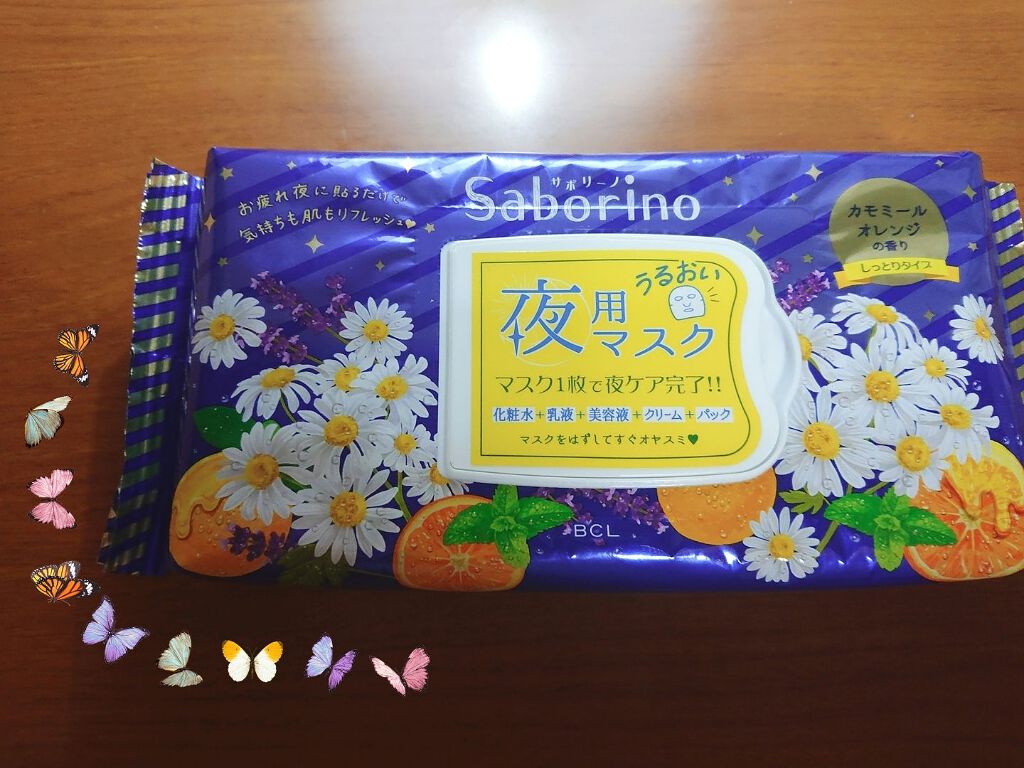 お疲れ夜に貼るだけで
気持ちも肌もリフレッシュ♥
サボリーノ
Saborino
カモミール
オレンジ
の香り
しっとりタイプ
うるおい
夜用
マスク
マスク1枚で夜ケア完了!!
化粧水+乳液+美容液+クリーム+パック
マスクをはずしてすぐオヤスミ♥
BCL